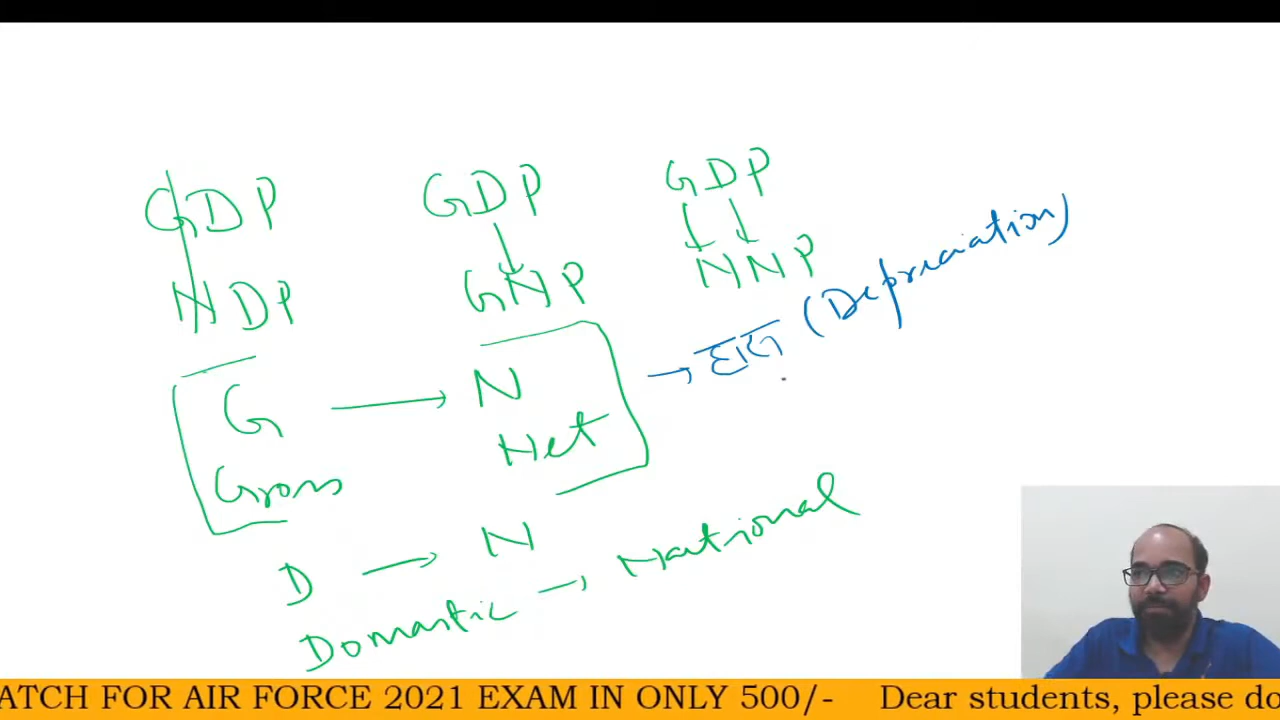 GDP GDP GDP
NDP GNP NNP
→ हास (Depreciation)
G → N
Gross Net
D → N
Domastic → National
ATCH FOR AIR FORCE 2021 EXAM IN ONLY 500/- Dear students, please do